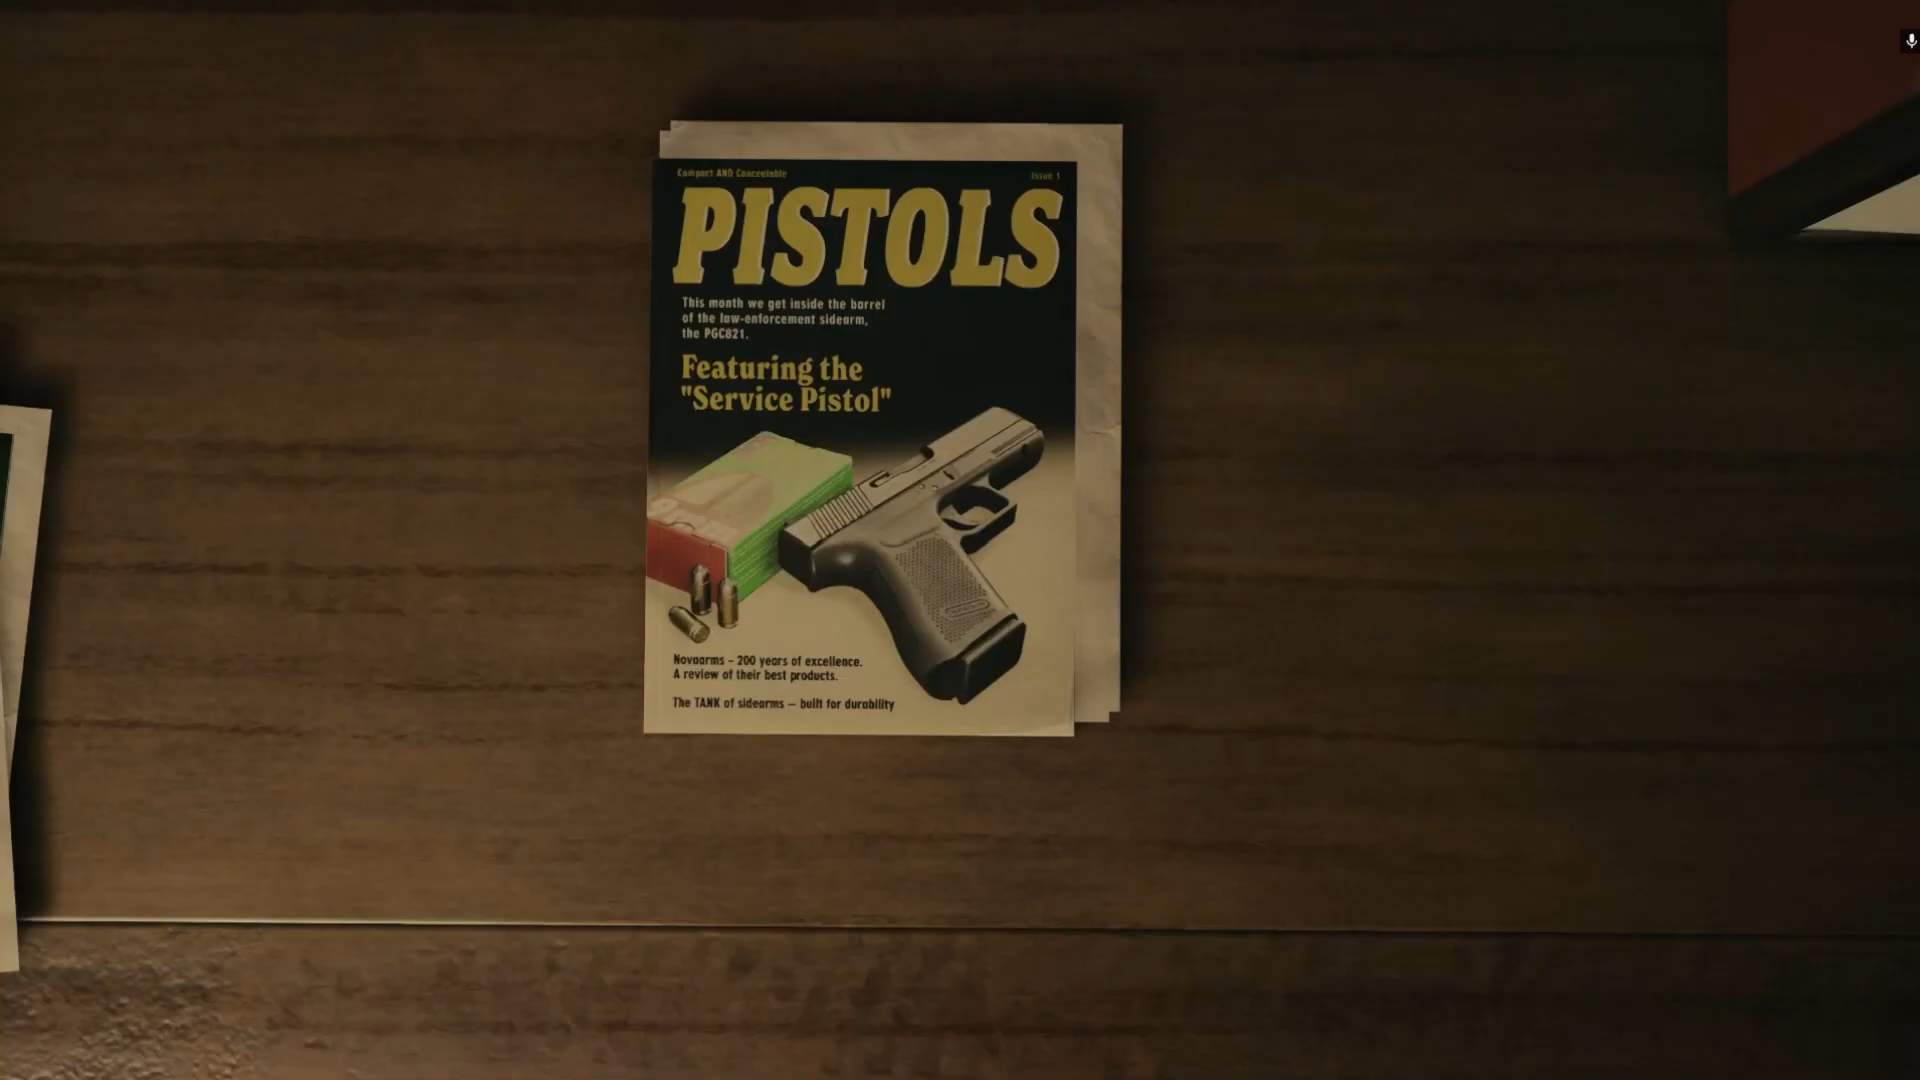 Compact AND Concealable
Issue 1
PISTOLS
This month we get inside the barrel
of the law-enforcement sidearm,
the PGC821.
Featuring the
"Service Pistol"
Novaarms - 200 years of excellence.
A review of their best products.
The TANK of sidearms — built for durability